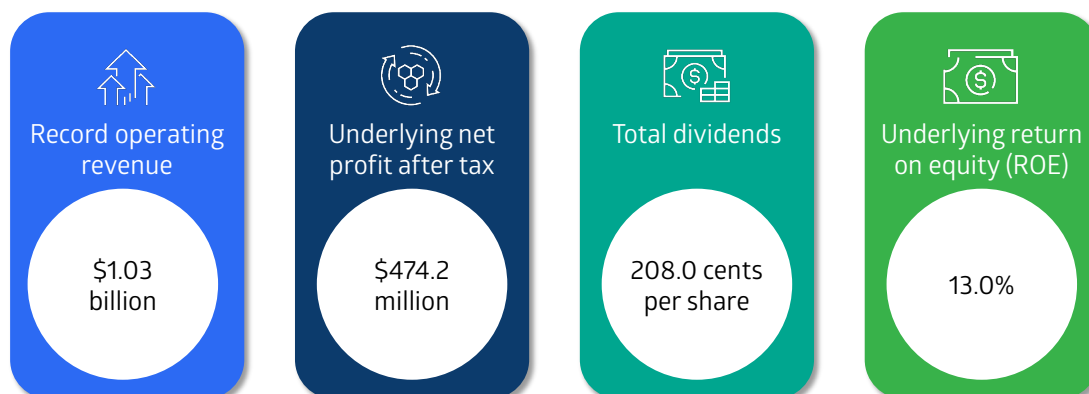 Record operating
revenue
$1.03
billion
Underlying net
profit after tax
$474.2
million
Total dividends
208.0 cents
per share
Underlying return
on equity (ROE)
13.0%